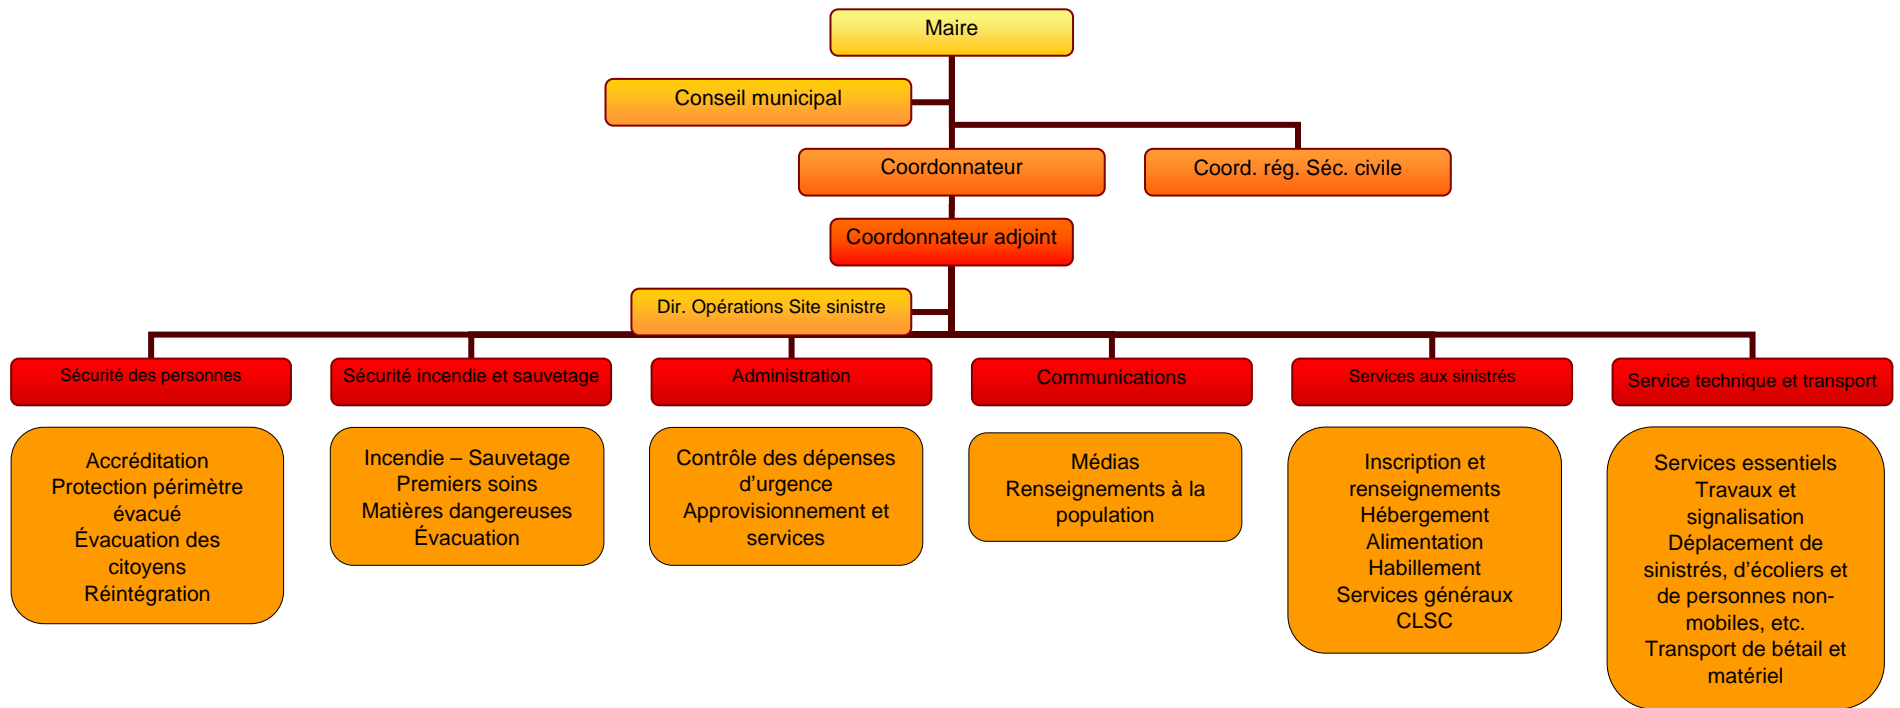 Maire
Conseil municipal
Coordonnateur
Coord. rég. Séc. civile
Coordonnateur adjoint
Dir. Opérations Site sinistre
Sécurité des personnes
Sécurité incendie et sauvetage
Administration
Communications
Services aux sinistrés
Service technique et transport
Accréditation
Protection périmètre
évacué
Évacuation des
citoyens
Réintégration
Incendie – Sauvetage
Premiers soins
Matières dangereuses
Évacuation
Contrôle des dépenses
d’urgence
Approvisionnement et
services
Médias
Renseignements à la
population
Inscription et
renseignements
Hébergement
Alimentation
Habillement
Services généraux
CLSC
Services essentiels
Travaux et
signalisation
Déplacement de
sinistrés, d’écoliers et
de personnes non-
mobiles, etc.
Transport de bétail et
matériel